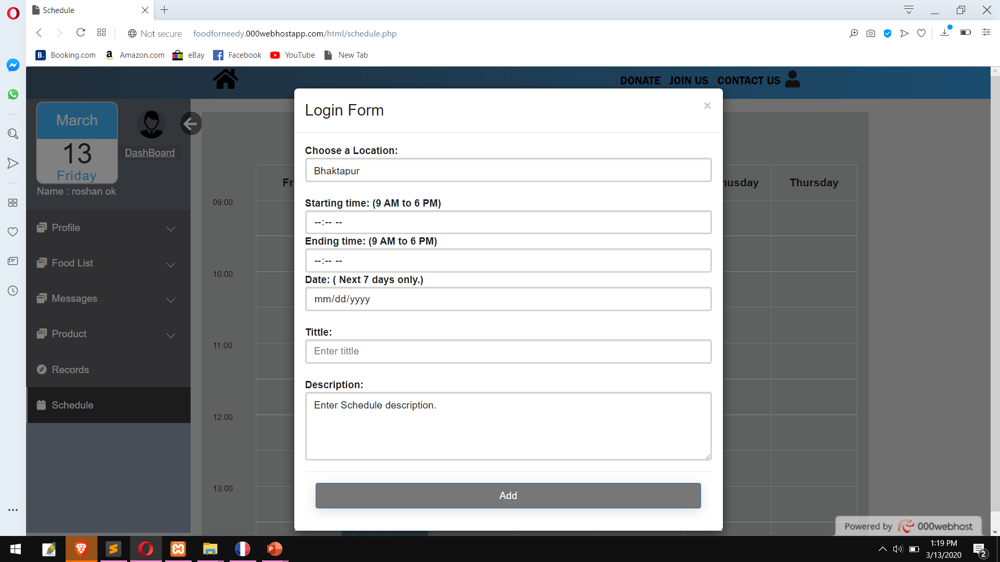 Schedule
Not secure foodforneedy.000webhostapp.com/html/schedule.php
B. Booking.com a Amazon.com eBay Facebook YouTube New Tab
DONATE JOIN US CONTACT US
March
13
Friday
DashBoard
Name : roshan ok
Profile
Food List
Messages
Product
Records
Schedule
Thursday
09:00
10:00
11:00
12:00
13:00
Login Form
×
Choose a Location:
Bhaktapur
Starting time: (9 AM to 6 PM)
--:-- --
Ending time: (9 AM to 6 PM)
--:-- --
Date: ( Next 7 days only.)
mm/dd/yyyy
Tittle:
Enter tittle
Description:
Enter Schedule description.
Add
Powered by 000webhost
1:19 PM
3/13/2020
2